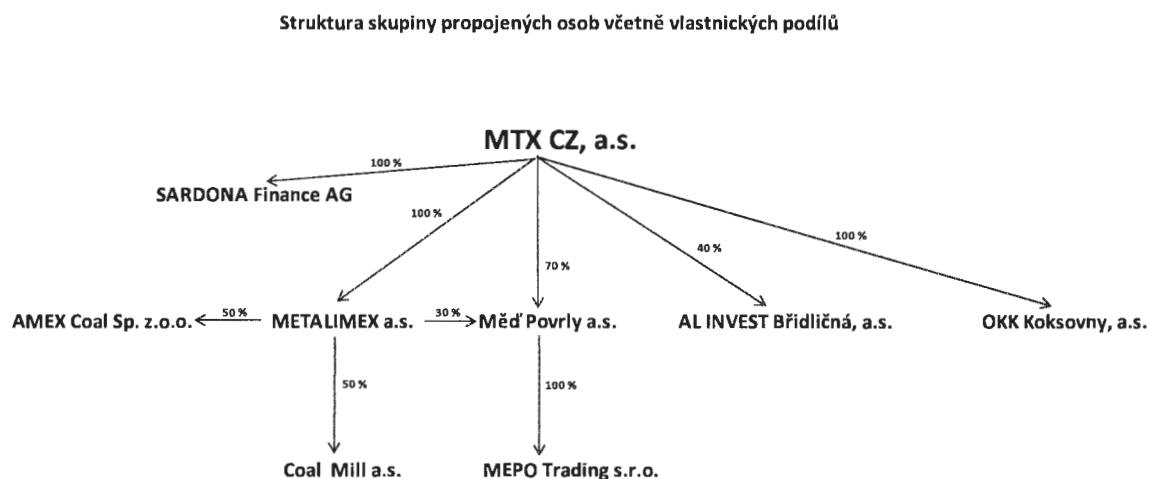 Struktura skupiny propojených osob včetně vlastnických podílů
MTX CZ, a.s.
100 %
SARDONA Finance AG
100 %
70 %
40 %
100 %
AMEX Coal Sp. z.o.o.
50 %
METALIMEX a.s.
30 %
Měď Povrly a.s.
AL INVEST Břidličná, a.s.
OKK Koksovny, a.s.
50 %
100 %
Coal Mill a.s.
MEPO Trading s.r.o.